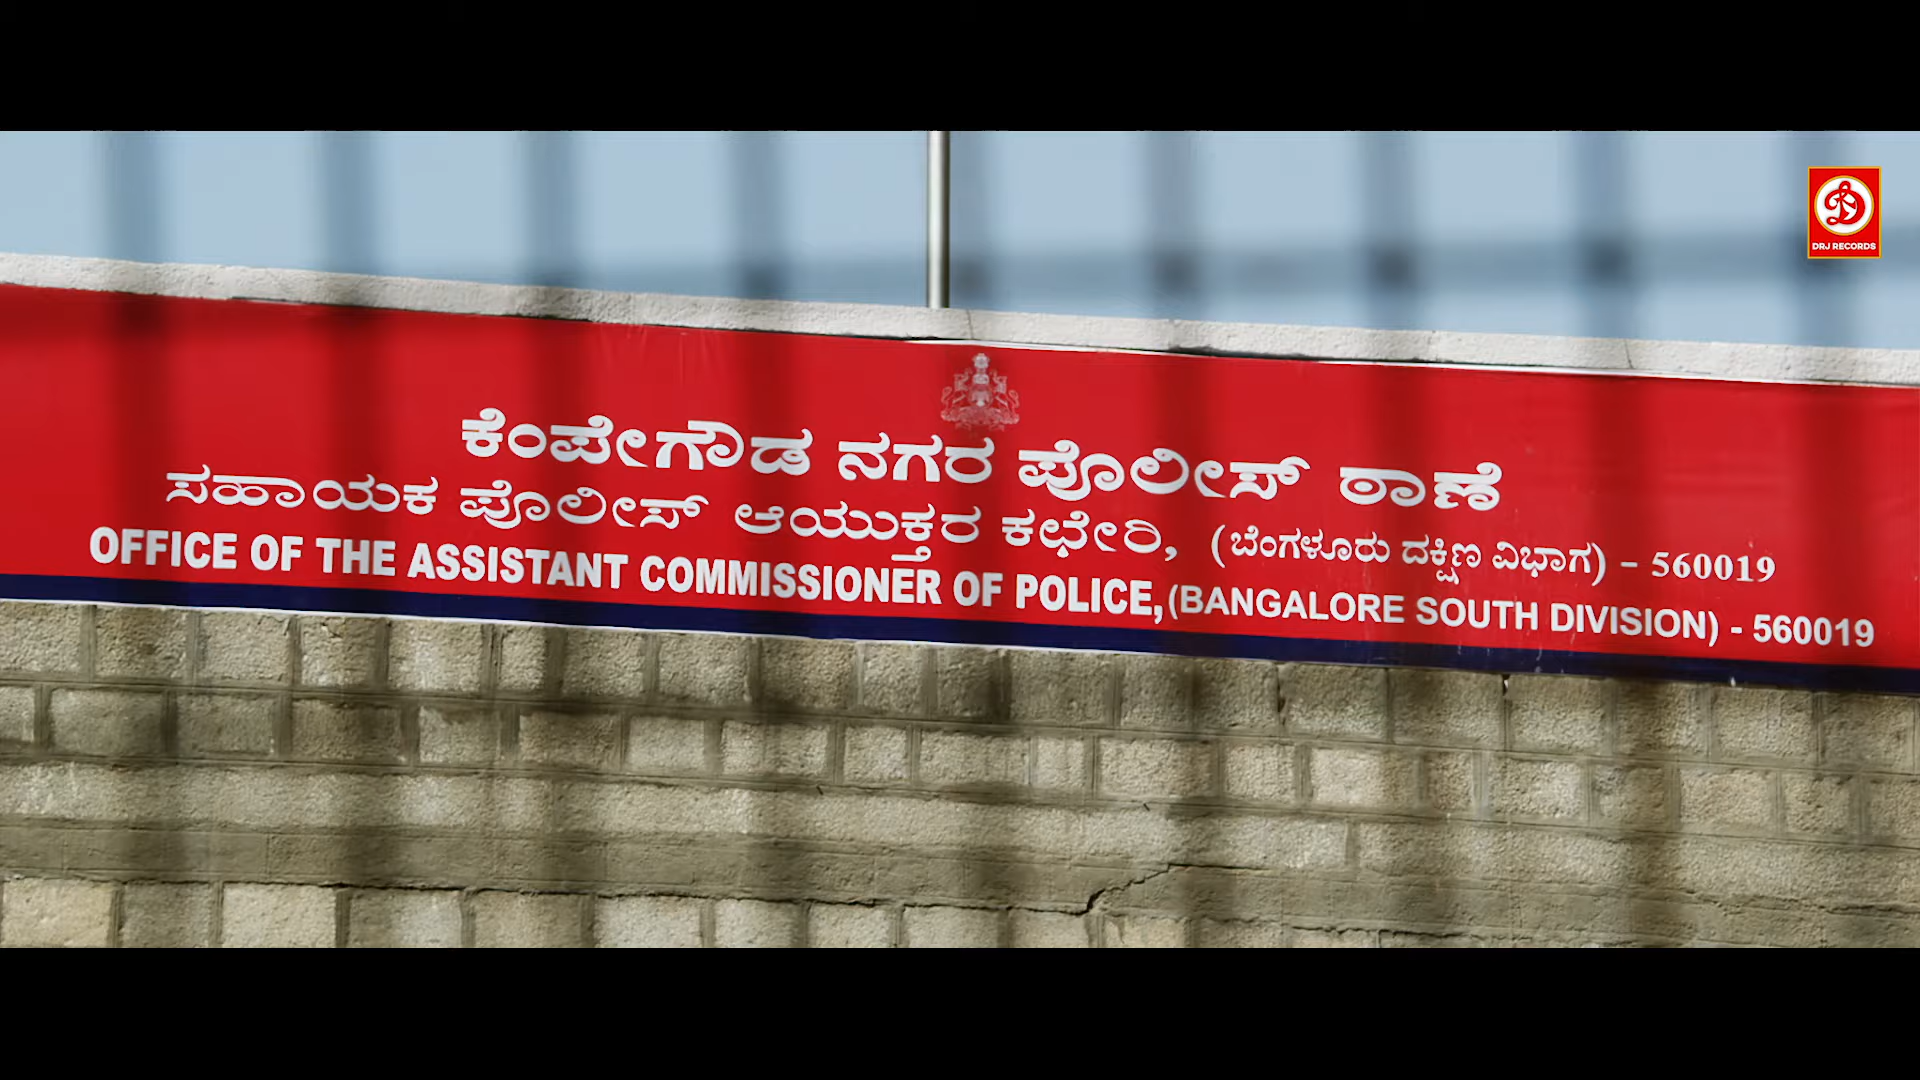 DRJ RECORDS
ಕೆಂಪೇಗೌಡ ನಗರ ಪೊಲೀಸ್ ಠಾಣೆ
ಸಹಾಯಕ ಪೊಲೀಸ್ ಆಯುಕ್ತರ ಕಛೇರಿ, (ಬೆಂಗಳೂರು ದಕ್ಷಿಣ ವಿಭಾಗ) - 560019
OFFICE OF THE ASSISTANT COMMISSIONER OF POLICE, (BANGALORE SOUTH DIVISION) - 560019